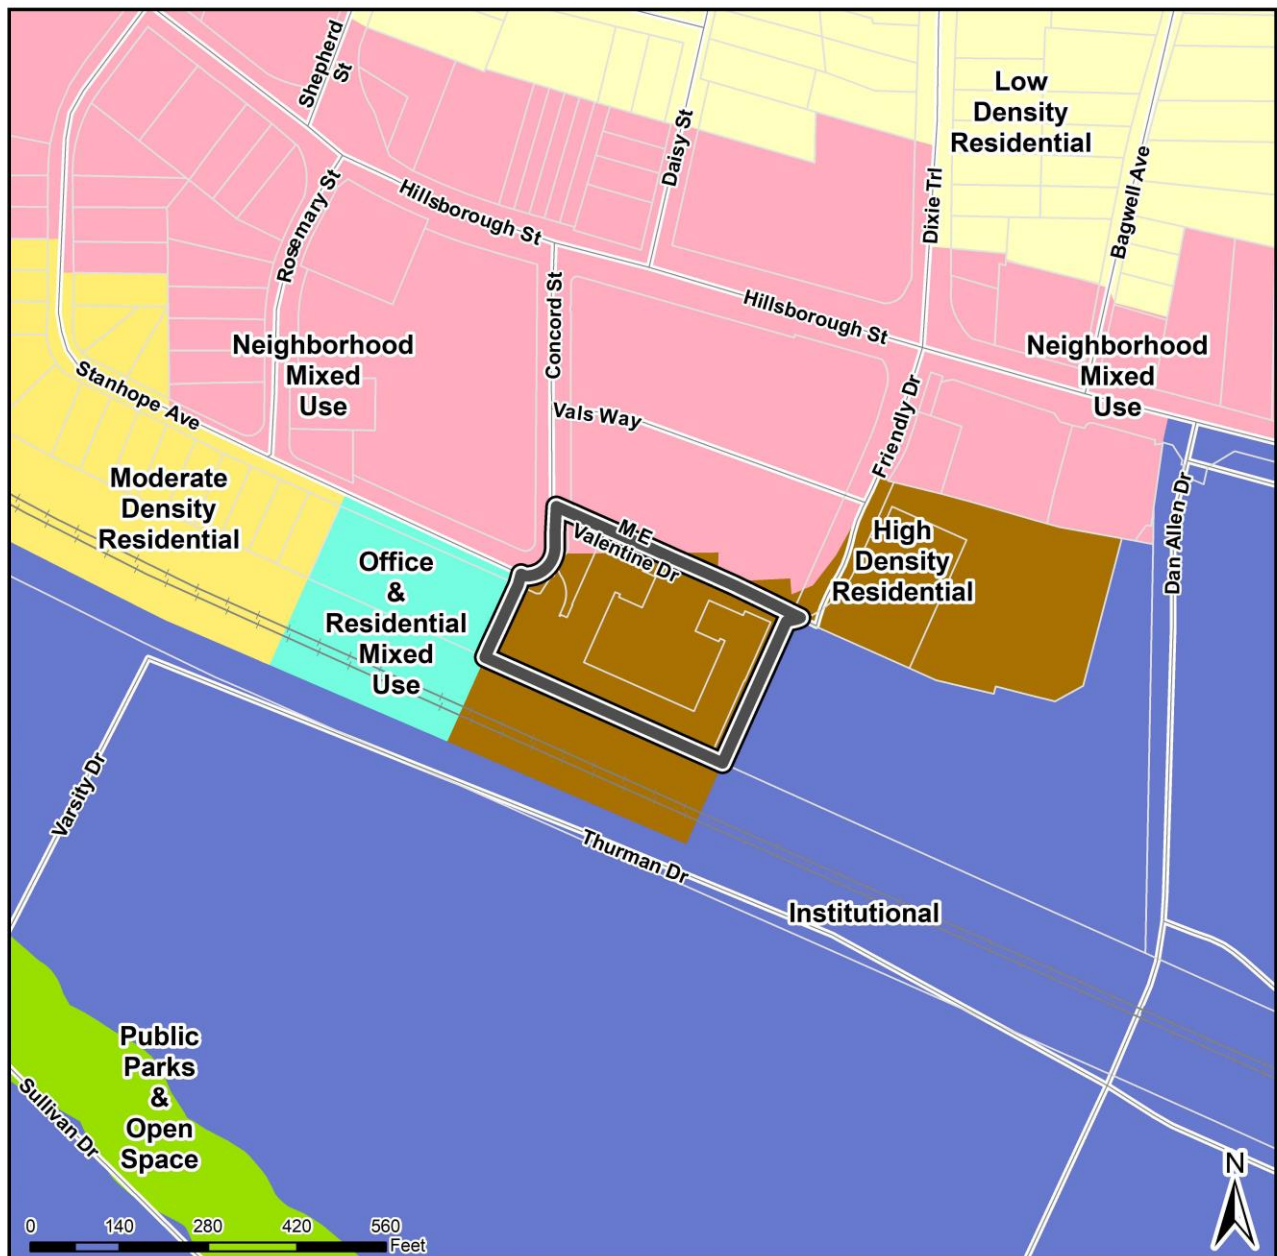 Shepherd
St
Low
Density
Residential
Daisy St
Dixie Trl
Bagwell Ave
Rosemary St
Hillsborough St
Concord St
Hillsborough St
Neighborhood
Mixed
Use
Neighborhood
Mixed
Use
Stanhope Ave
Vals Way
Friendly Dr
Moderate
Density
Residential
M E
Valentine Dr
High
Density
Residential
Dan Allen Dr
Office
&
Residential
Mixed
Use
Varsity Dr
Thurman Dr
Institutional
Public
Parks
&
Open
Space
Sullivan Dr
N
0 140 280 420 560
Feet